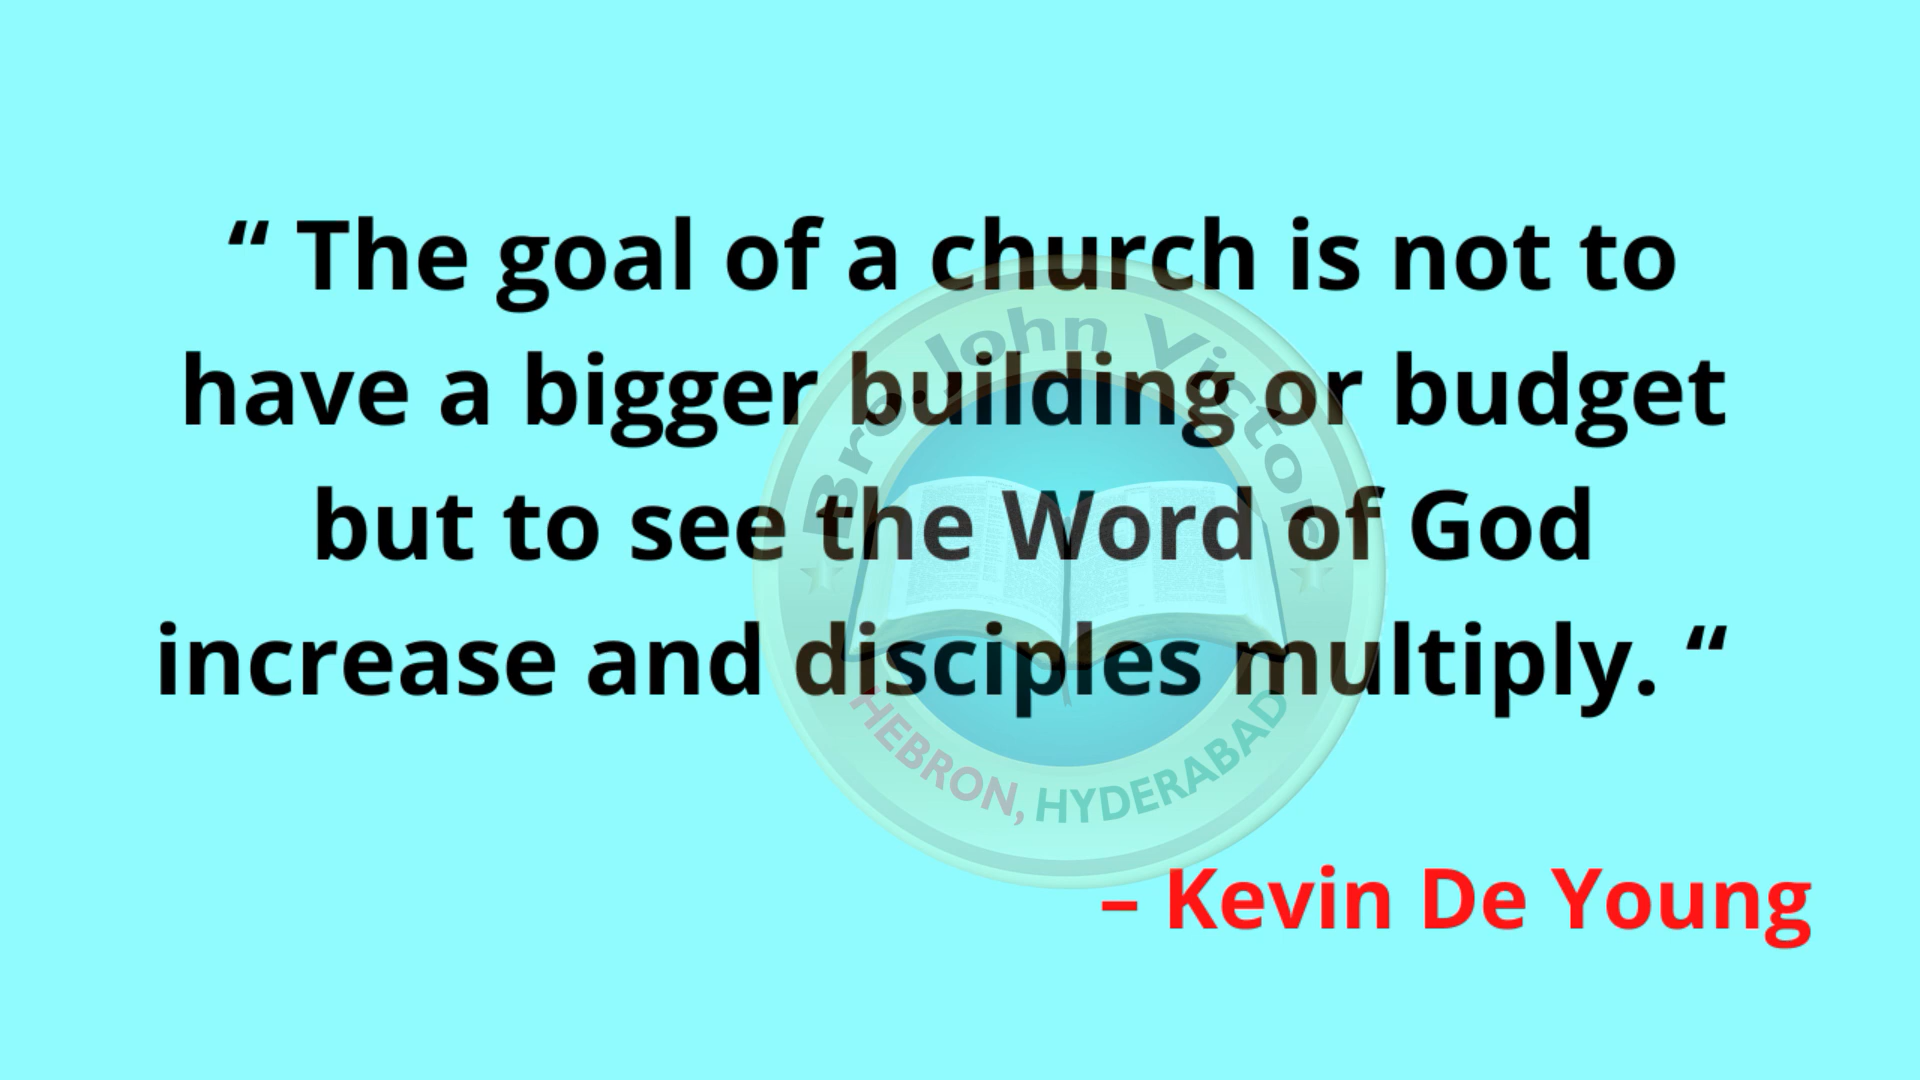 “ The goal of a church is not to
have a bigger building or budget
but to see the Word of God
increase and disciples multiply. “
– Kevin De Young
Bro. John Victor
HEBRON, HYDERABAD